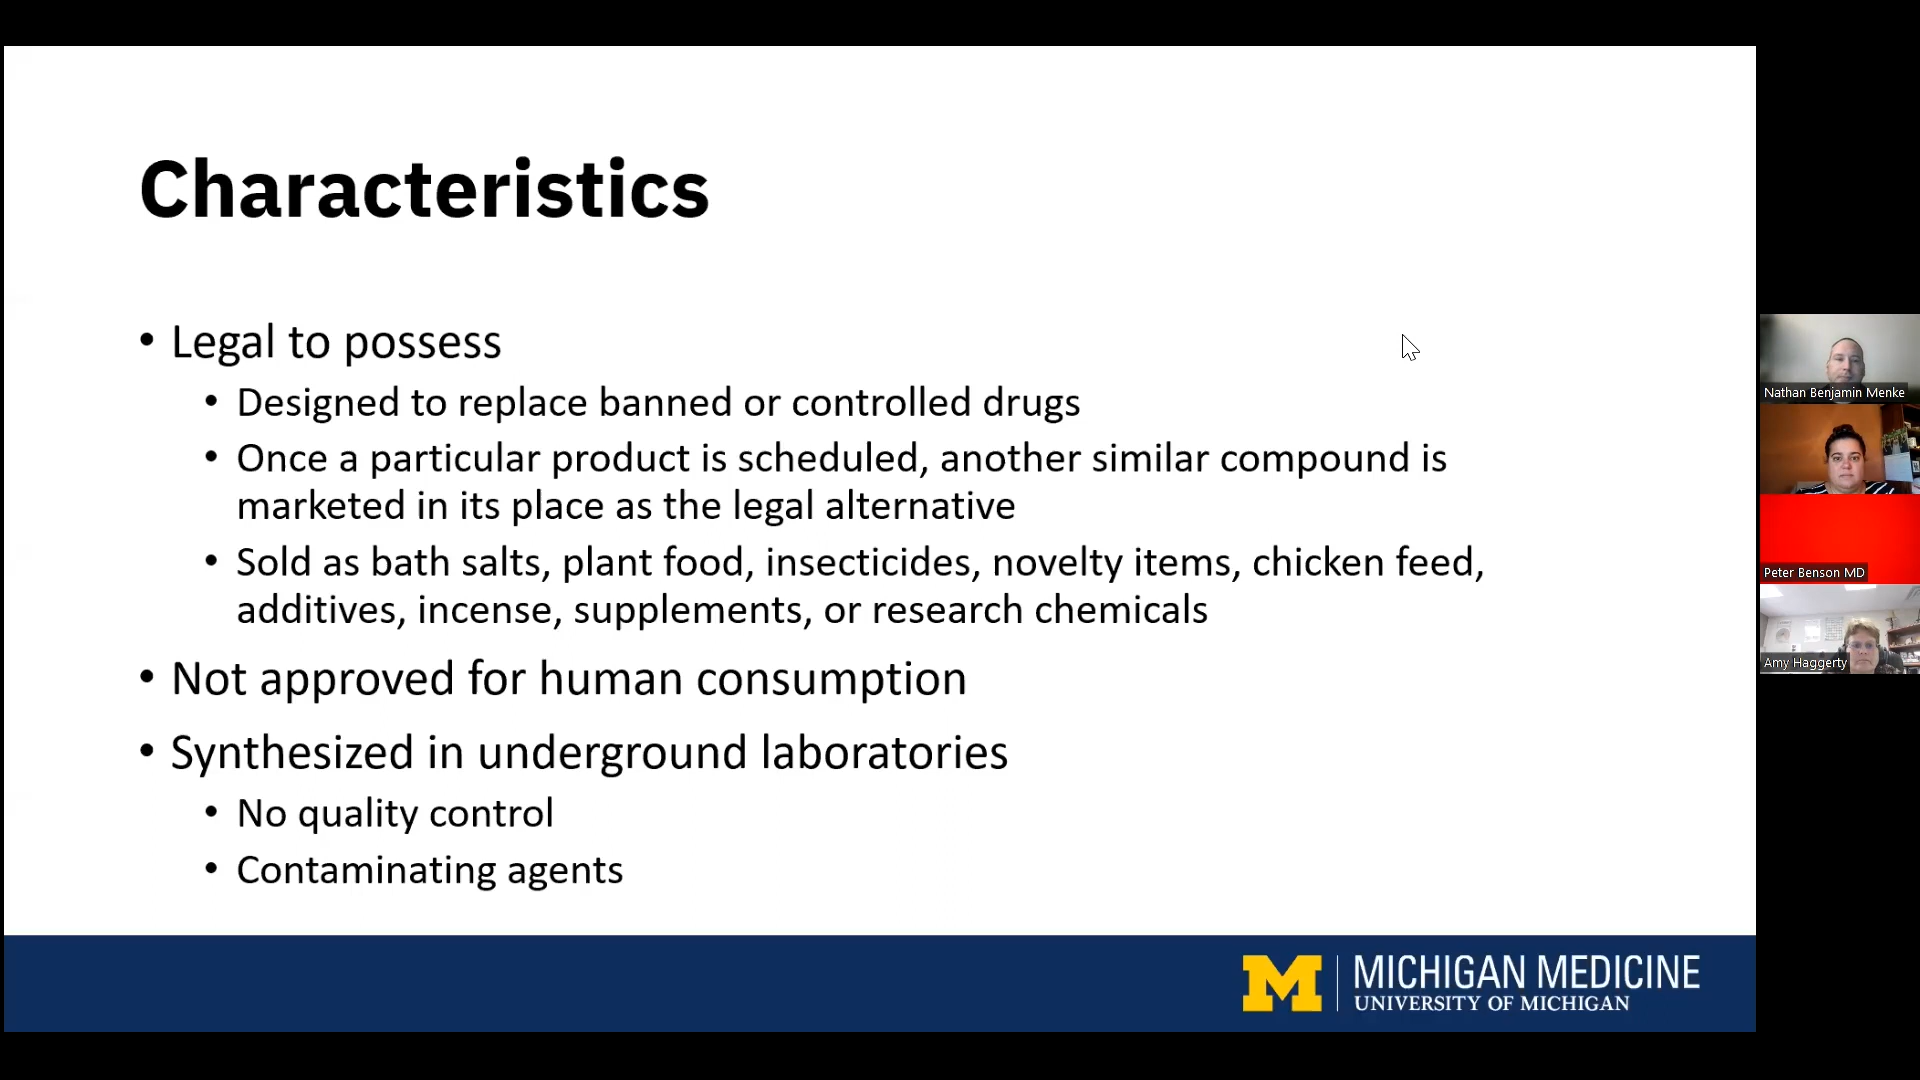 Characteristics
• Legal to possess
• Designed to replace banned or controlled drugs
• Once a particular product is scheduled, another similar compound is
marketed in its place as the legal alternative
• Sold as bath salts, plant food, insecticides, novelty items, chicken feed,
additives, incense, supplements, or research chemicals
• Not approved for human consumption
• Synthesized in underground laboratories
• No quality control
• Contaminating agents
M MICHIGAN MEDICINE
UNIVERSITY OF MICHIGAN
Nathan Benjamin Menke
Peter Benson MD
Amy Haggerty